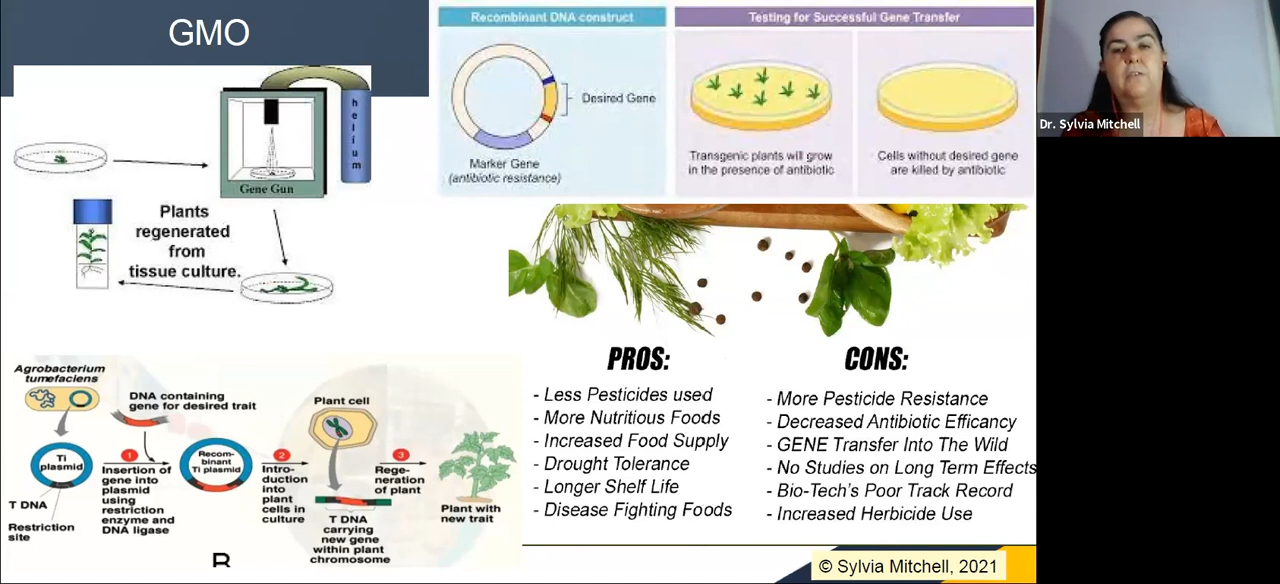 GMO
helium
Gene Gun
Plants
regenerated
from
tissue culture.
Recombinant DNA construct
Desired Gene
Marker Gene
(antibiotic resistance)
Testing for Successful Gene Transfer
Transgenic plants will grow
in the presence of antibiotic
Cells without desired gene
are killed by antibiotic
Dr. Sylvia Mitchell
Agrobacterium
tumefaciens
DNA containing
gene for desired trait
Ti
plasmid
T DNA
Restriction
site
1
Insertion of
gene into
plasmid
using
restriction
enzyme and
DNA ligase
Recom-
binant
Ti plasmid
2
Intro-
duction
into
plant
cells in
culture
Plant cell
T DNA
carrying
new gene
within plant
chromosome
3
Rege-
neration
of plant
Plant with
new trait
PROS:
- Less Pesticides used
- More Nutritious Foods
- Increased Food Supply
- Drought Tolerance
- Longer Shelf Life
- Disease Fighting Foods
CONS:
- More Pesticide Resistance
- Decreased Antibiotic Efficancy
- GENE Transfer Into The Wild
- No Studies on Long Term Effects
- Bio-Tech's Poor Track Record
- Increased Herbicide Use
© Sylvia Mitchell, 2021